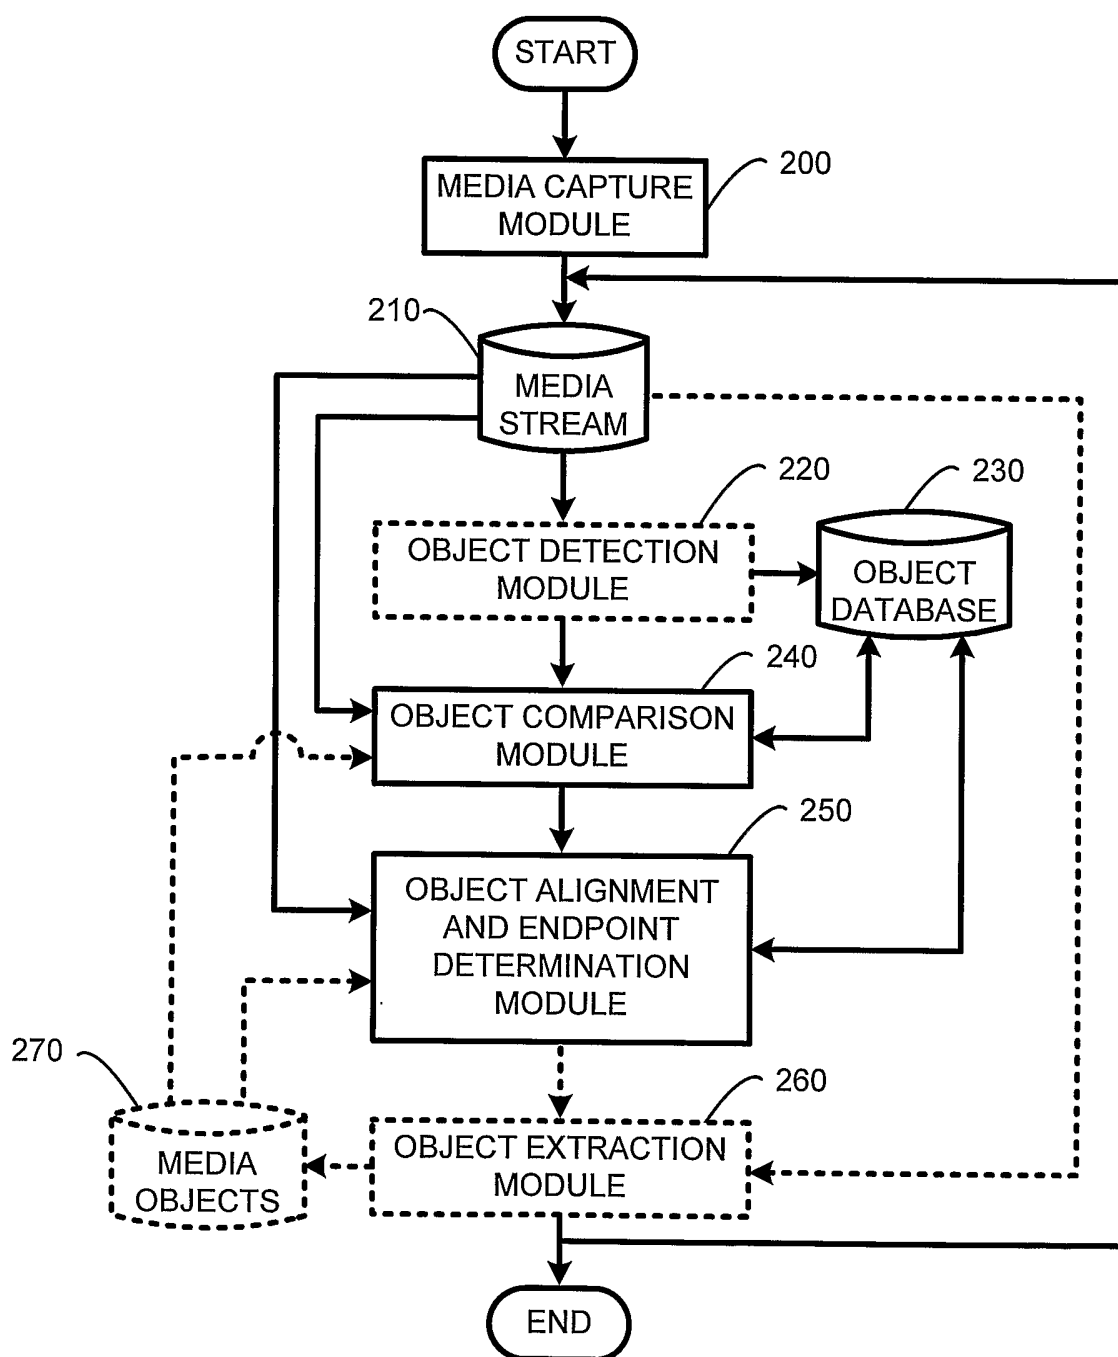 START
200
MEDIA CAPTURE
MODULE
210
MEDIA
STREAM
220
230
OBJECT DETECTION
MODULE
OBJECT
DATABASE
240
OBJECT COMPARISON
MODULE
250
OBJECT ALIGNMENT
AND ENDPOINT
DETERMINATION
MODULE
270
260
MEDIA
OBJECTS
OBJECT EXTRACTION
MODULE
END